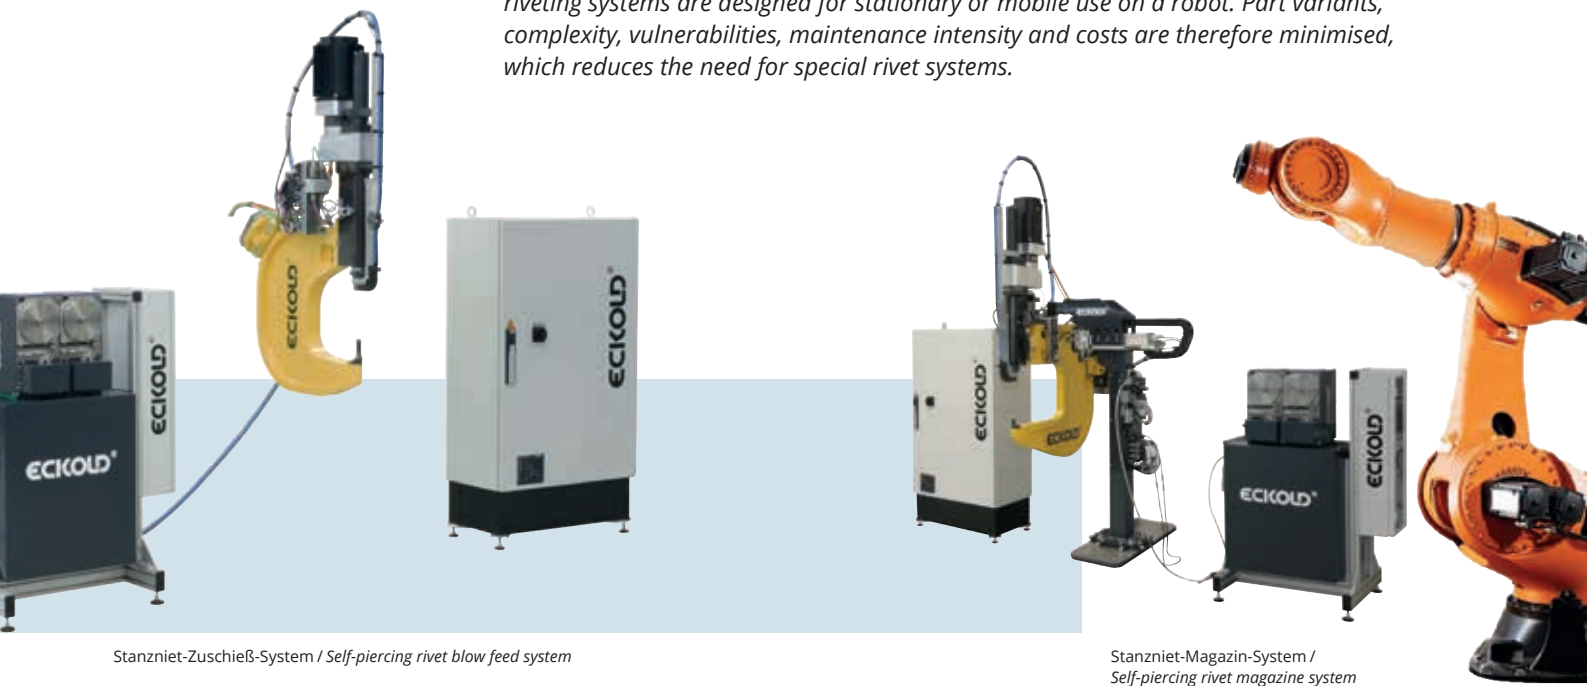 riveting systems are designed for stationary or mobile use on a robot. Part variants,
complexity, vulnerabilities, maintenance intensity and costs are therefore minimised,
which reduces the need for special rivet systems.
ECKOLD®
ECKOLD®
ECKOLD
ECKOLD®
ECKOLD
ECKOLD®
ECKOLD
ECKOLD®
ECKOLD®
Stanzniet-Zuschieß-System / Self-piercing rivet blow feed system
Stanzniet-Magazin-System /
Self-piercing rivet magazine system